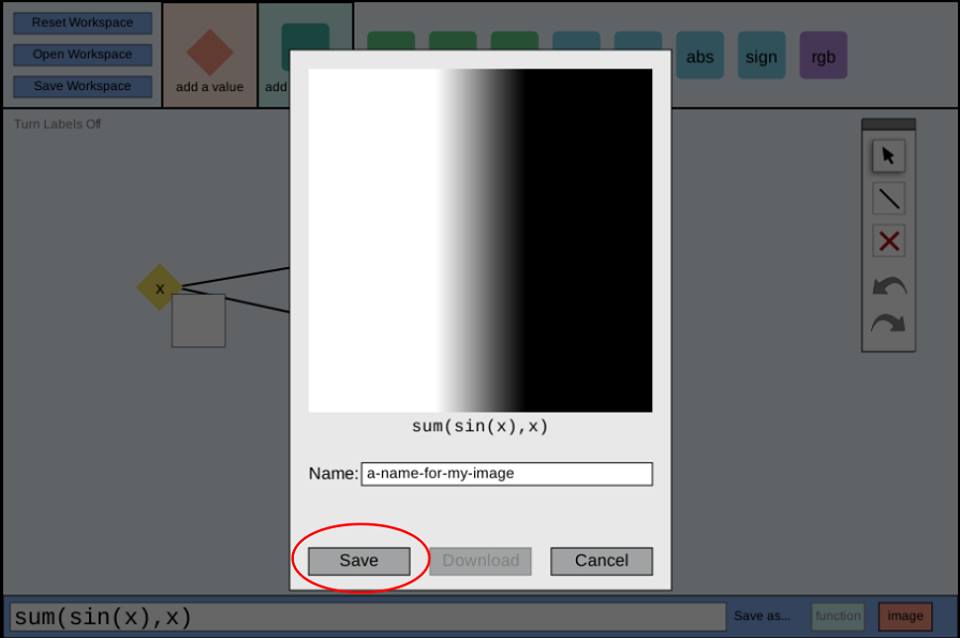 Reset Workspace
Open Workspace
Save Workspace
add a value
add
abs
sign
rgb
Turn Labels Off
x
sum(sin(x),x)
Name: a-name-for-my-image
Save
Download
Cancel
sum(sin(x),x)
Save as...
function
image